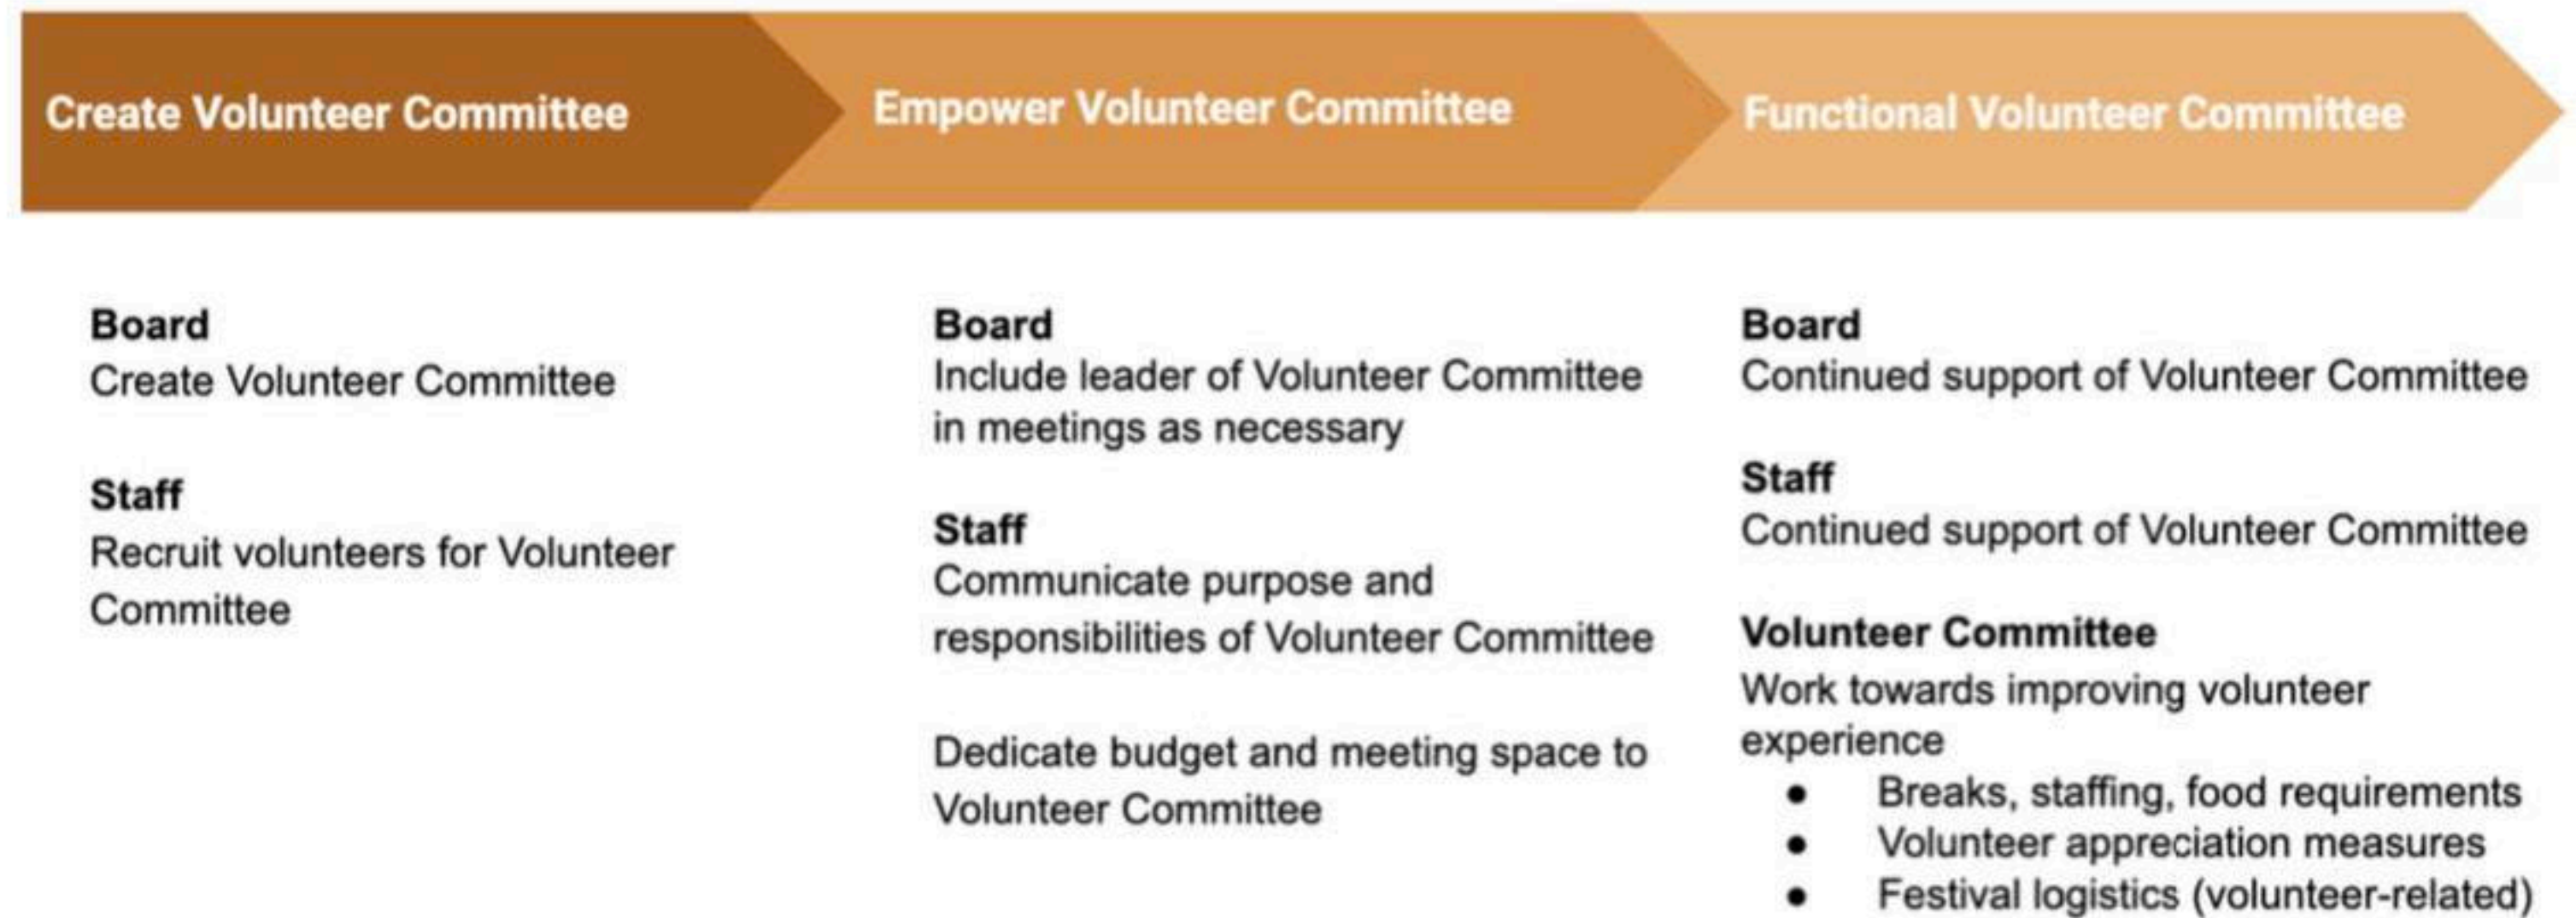 Create Volunteer Committee
Empower Volunteer Committee
Functional Volunteer Committee
Board
Create Volunteer Committee
Staff
Recruit volunteers for Volunteer
Committee
Board
Include leader of Volunteer Committee
in meetings as necessary
Staff
Communicate purpose and
responsibilities of Volunteer Committee
Dedicate budget and meeting space to
Volunteer Committee
Board
Continued support of Volunteer Committee
Staff
Continued support of Volunteer Committee
Volunteer Committee
Work towards improving volunteer
experience
● Breaks, staffing, food requirements
● Volunteer appreciation measures
● Festival logistics (volunteer-related)